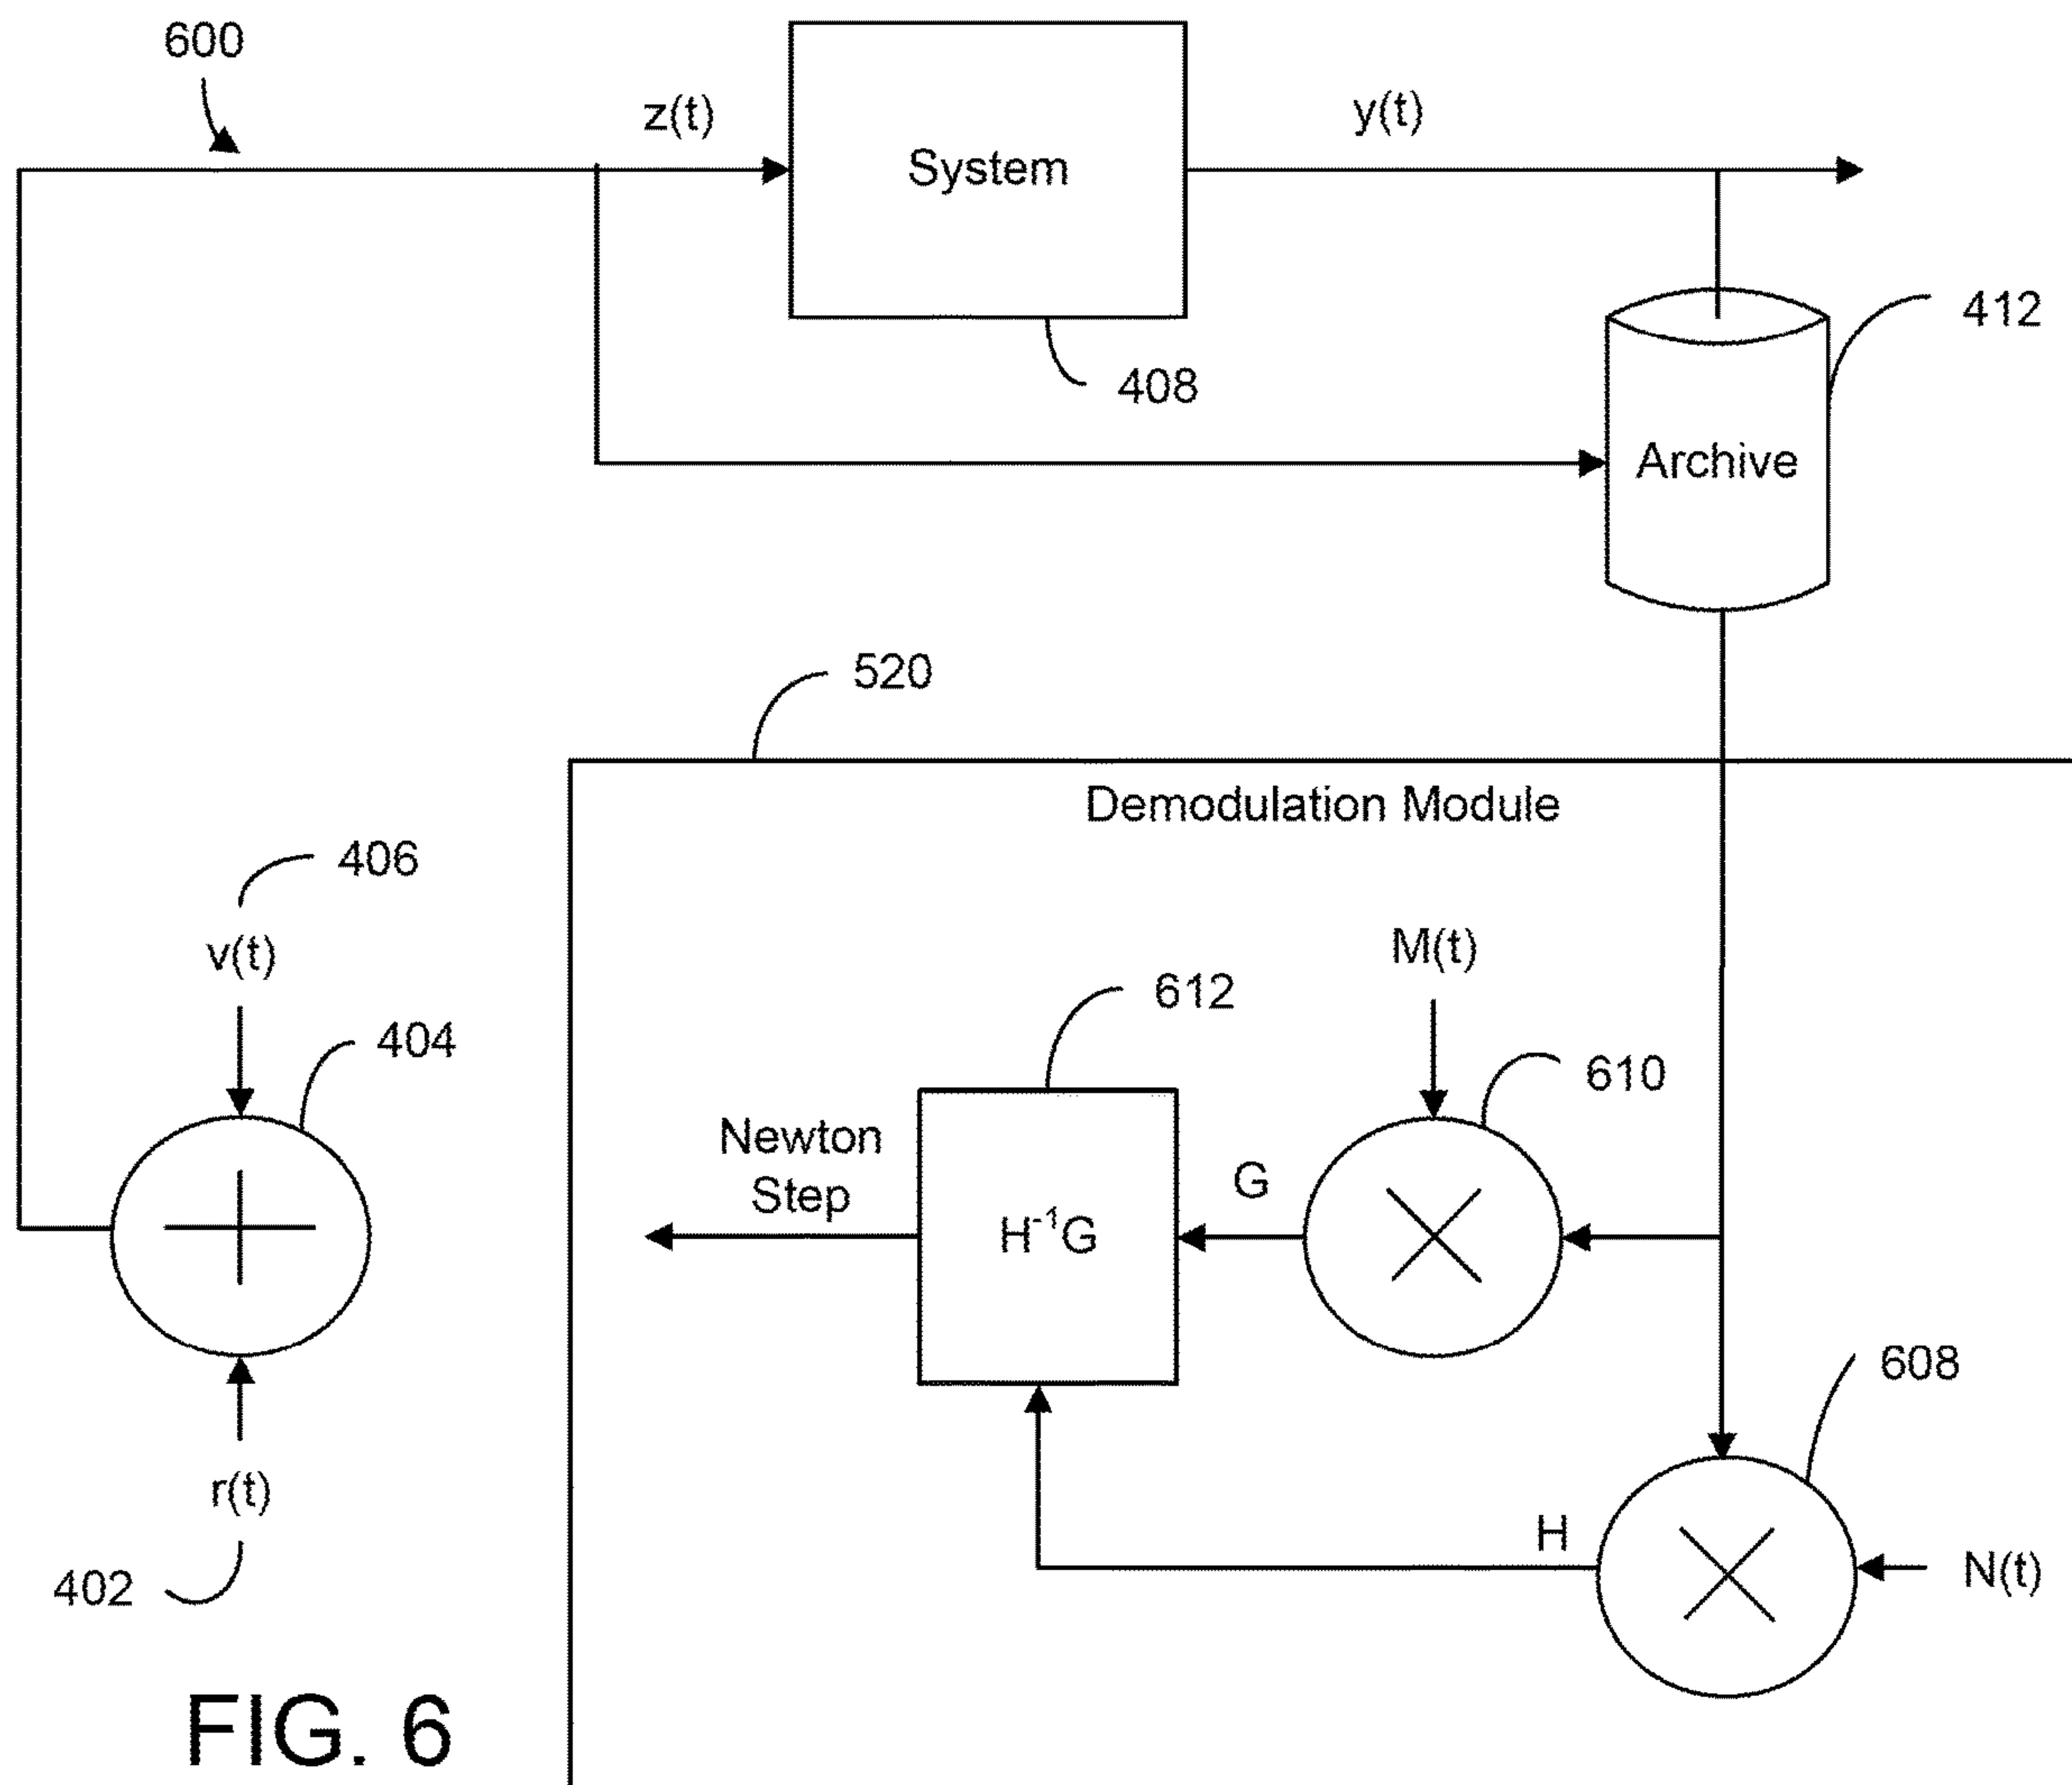 600
z(t)
System
y(t)
408
412
Archive
520
Demodulation Module
406
v(t)
404
r(t)
402
M(t)
612
610
Newton
Step
H⁻¹G
G
608
H
N(t)
FIG. 6